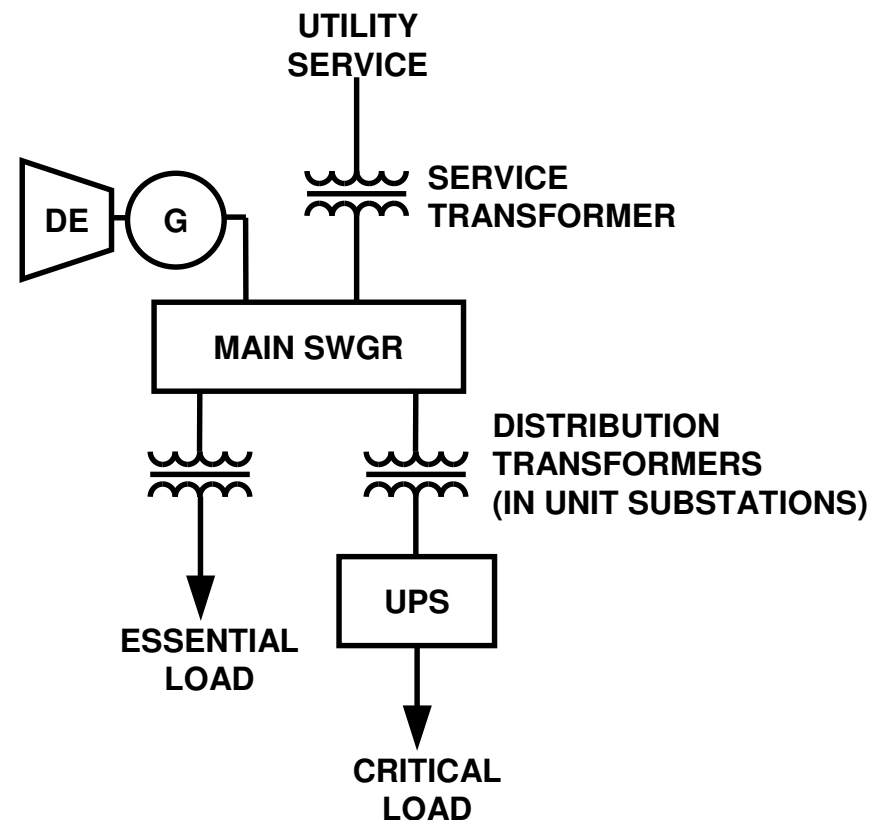 UTILITY
SERVICE
SERVICE
TRANSFORMER
DE
G
MAIN SWGR
DISTRIBUTION
TRANSFORMERS
(IN UNIT SUBSTATIONS)
UPS
ESSENTIAL
LOAD
CRITICAL
LOAD